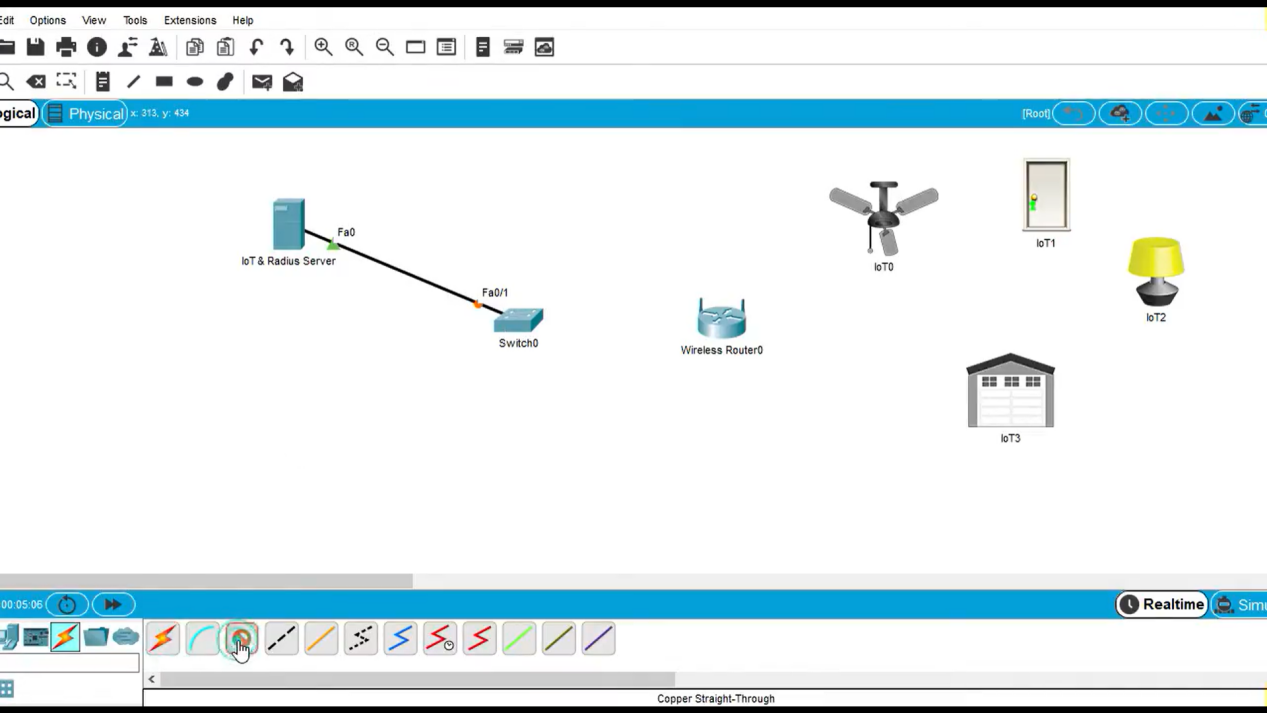 Edit Options View Tools Extensions Help
ogical Physical x: 313, y: 434 [Root]
Fa0
IoT & Radius Server
Fa0/1
Switch0
Wireless Router0
IoT0
IoT1
IoT2
IoT3
00:05:06 Realtime Simu
Copper Straight-Through